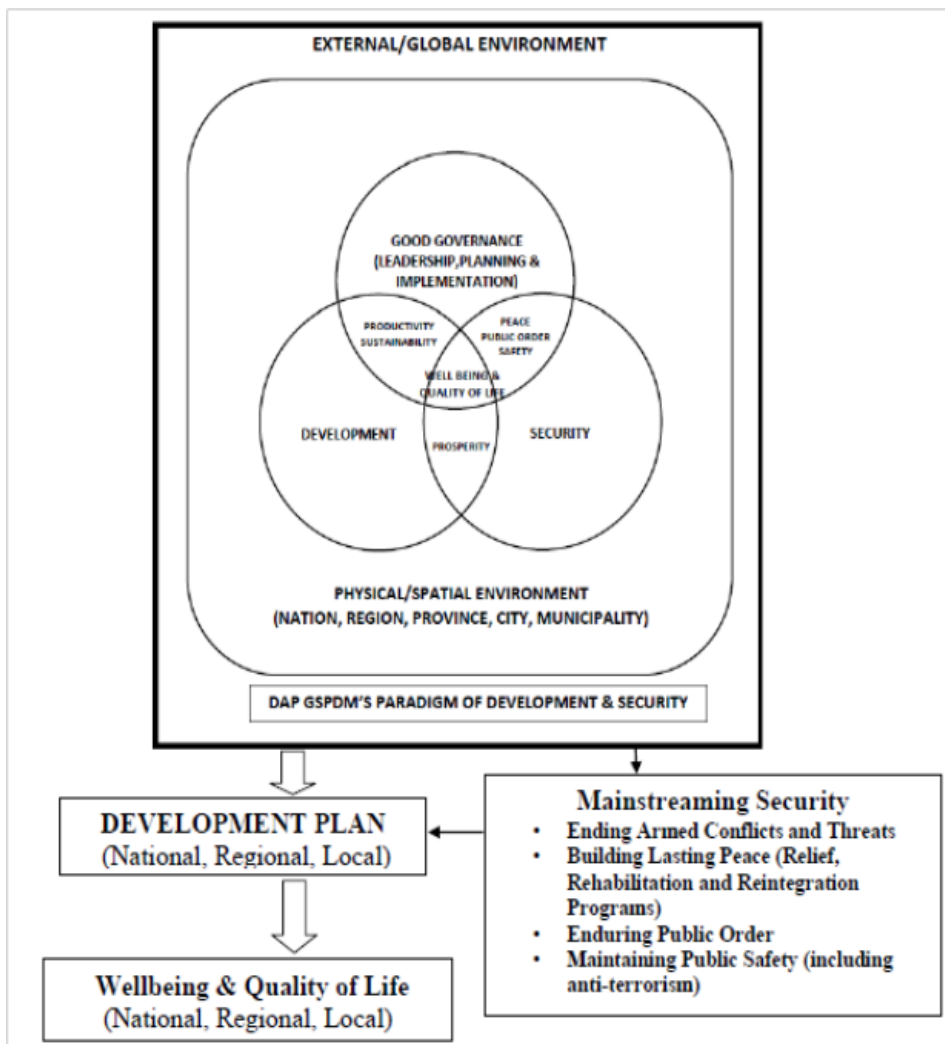 EXTERNAL/GLOBAL ENVIRONMENT
GOOD GOVERNANCE
(LEADERSHIP,PLANNING &
IMPLEMENTATION)
PRODUCTIVITY
SUSTAINABILITY
PEACE
PUBLIC ORDER
SAFETY
WELL BEING &
QUALITY OF LIFE
DEVELOPMENT
PROSPERITY
SECURITY
PHYSICAL/SPATIAL ENVIRONMENT
(NATION, REGION, PROVINCE, CITY, MUNICIPALITY)
DAP GSPDM'S PARADIGM OF DEVELOPMENT & SECURITY
DEVELOPMENT PLAN
(National, Regional, Local)
Mainstreaming Security
• Ending Armed Conflicts and Threats
• Building Lasting Peace (Relief,
Rehabilitation and Reintegration
Programs)
• Enduring Public Order
• Maintaining Public Safety (including
anti-terrorism)
Wellbeing & Quality of Life
(National, Regional, Local)